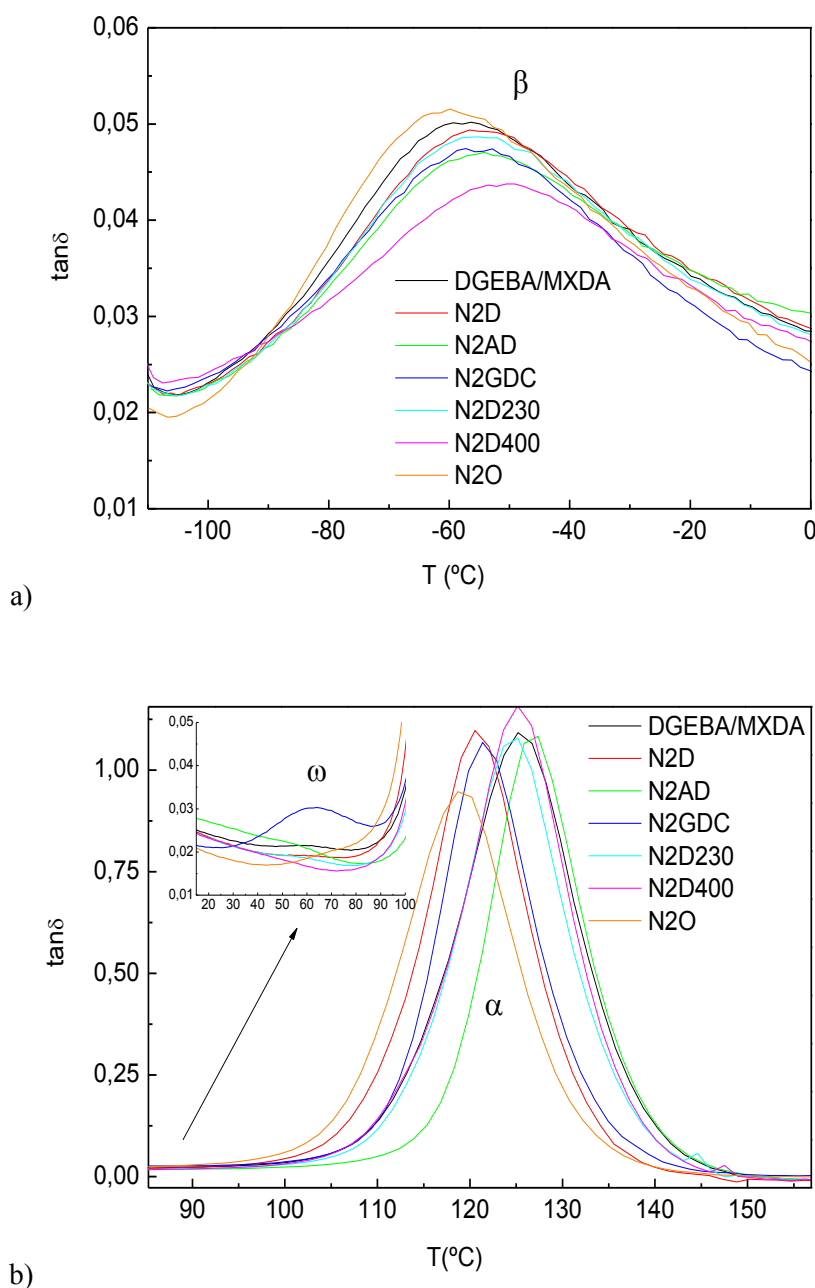 0,06
0,05
0,04
0,03
0,02
0,01
tanδ
β
DGEBA/MXDA
N2D
N2AD
N2GDC
N2D230
N2D400
N2O
-100 -80 -60 -40 -20 0
T (ºC)
a)
1,00
0,75
0,50
0,25
0,00
tanδ
0,05
0,04
0,03
0,02
0,01
ω
20 30 40 50 60 70 80 90 100
α
DGEBA/MXDA
N2D
N2AD
N2GDC
N2D230
N2D400
N2O
90 100 110 120 130 140 150
T(ºC)
b)